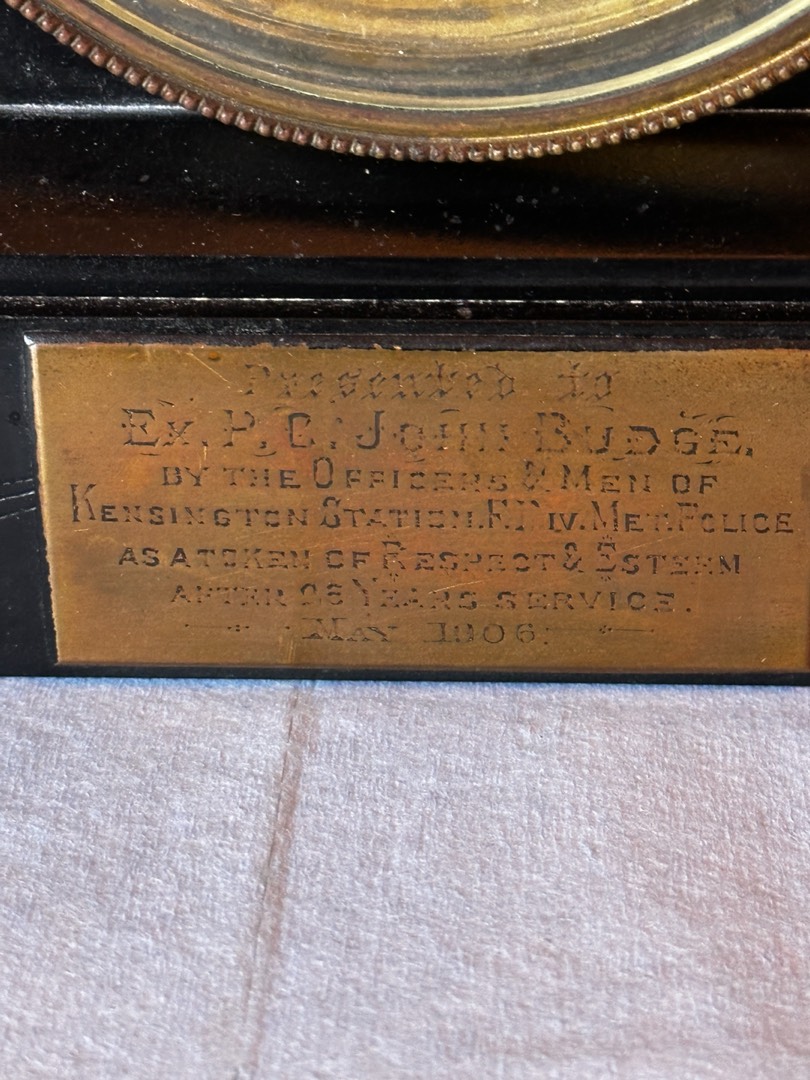 Presented to
Ex. P. C. JOHN BUDGE,
BY THE OFFICERS & MEN OF
KENSINGTON STATION. F. DIV. MET. POLICE
AS A TOKEN OF RESPECT & ESTEEM
AFTER 26 YEARS SERVICE.
MAY 1906.